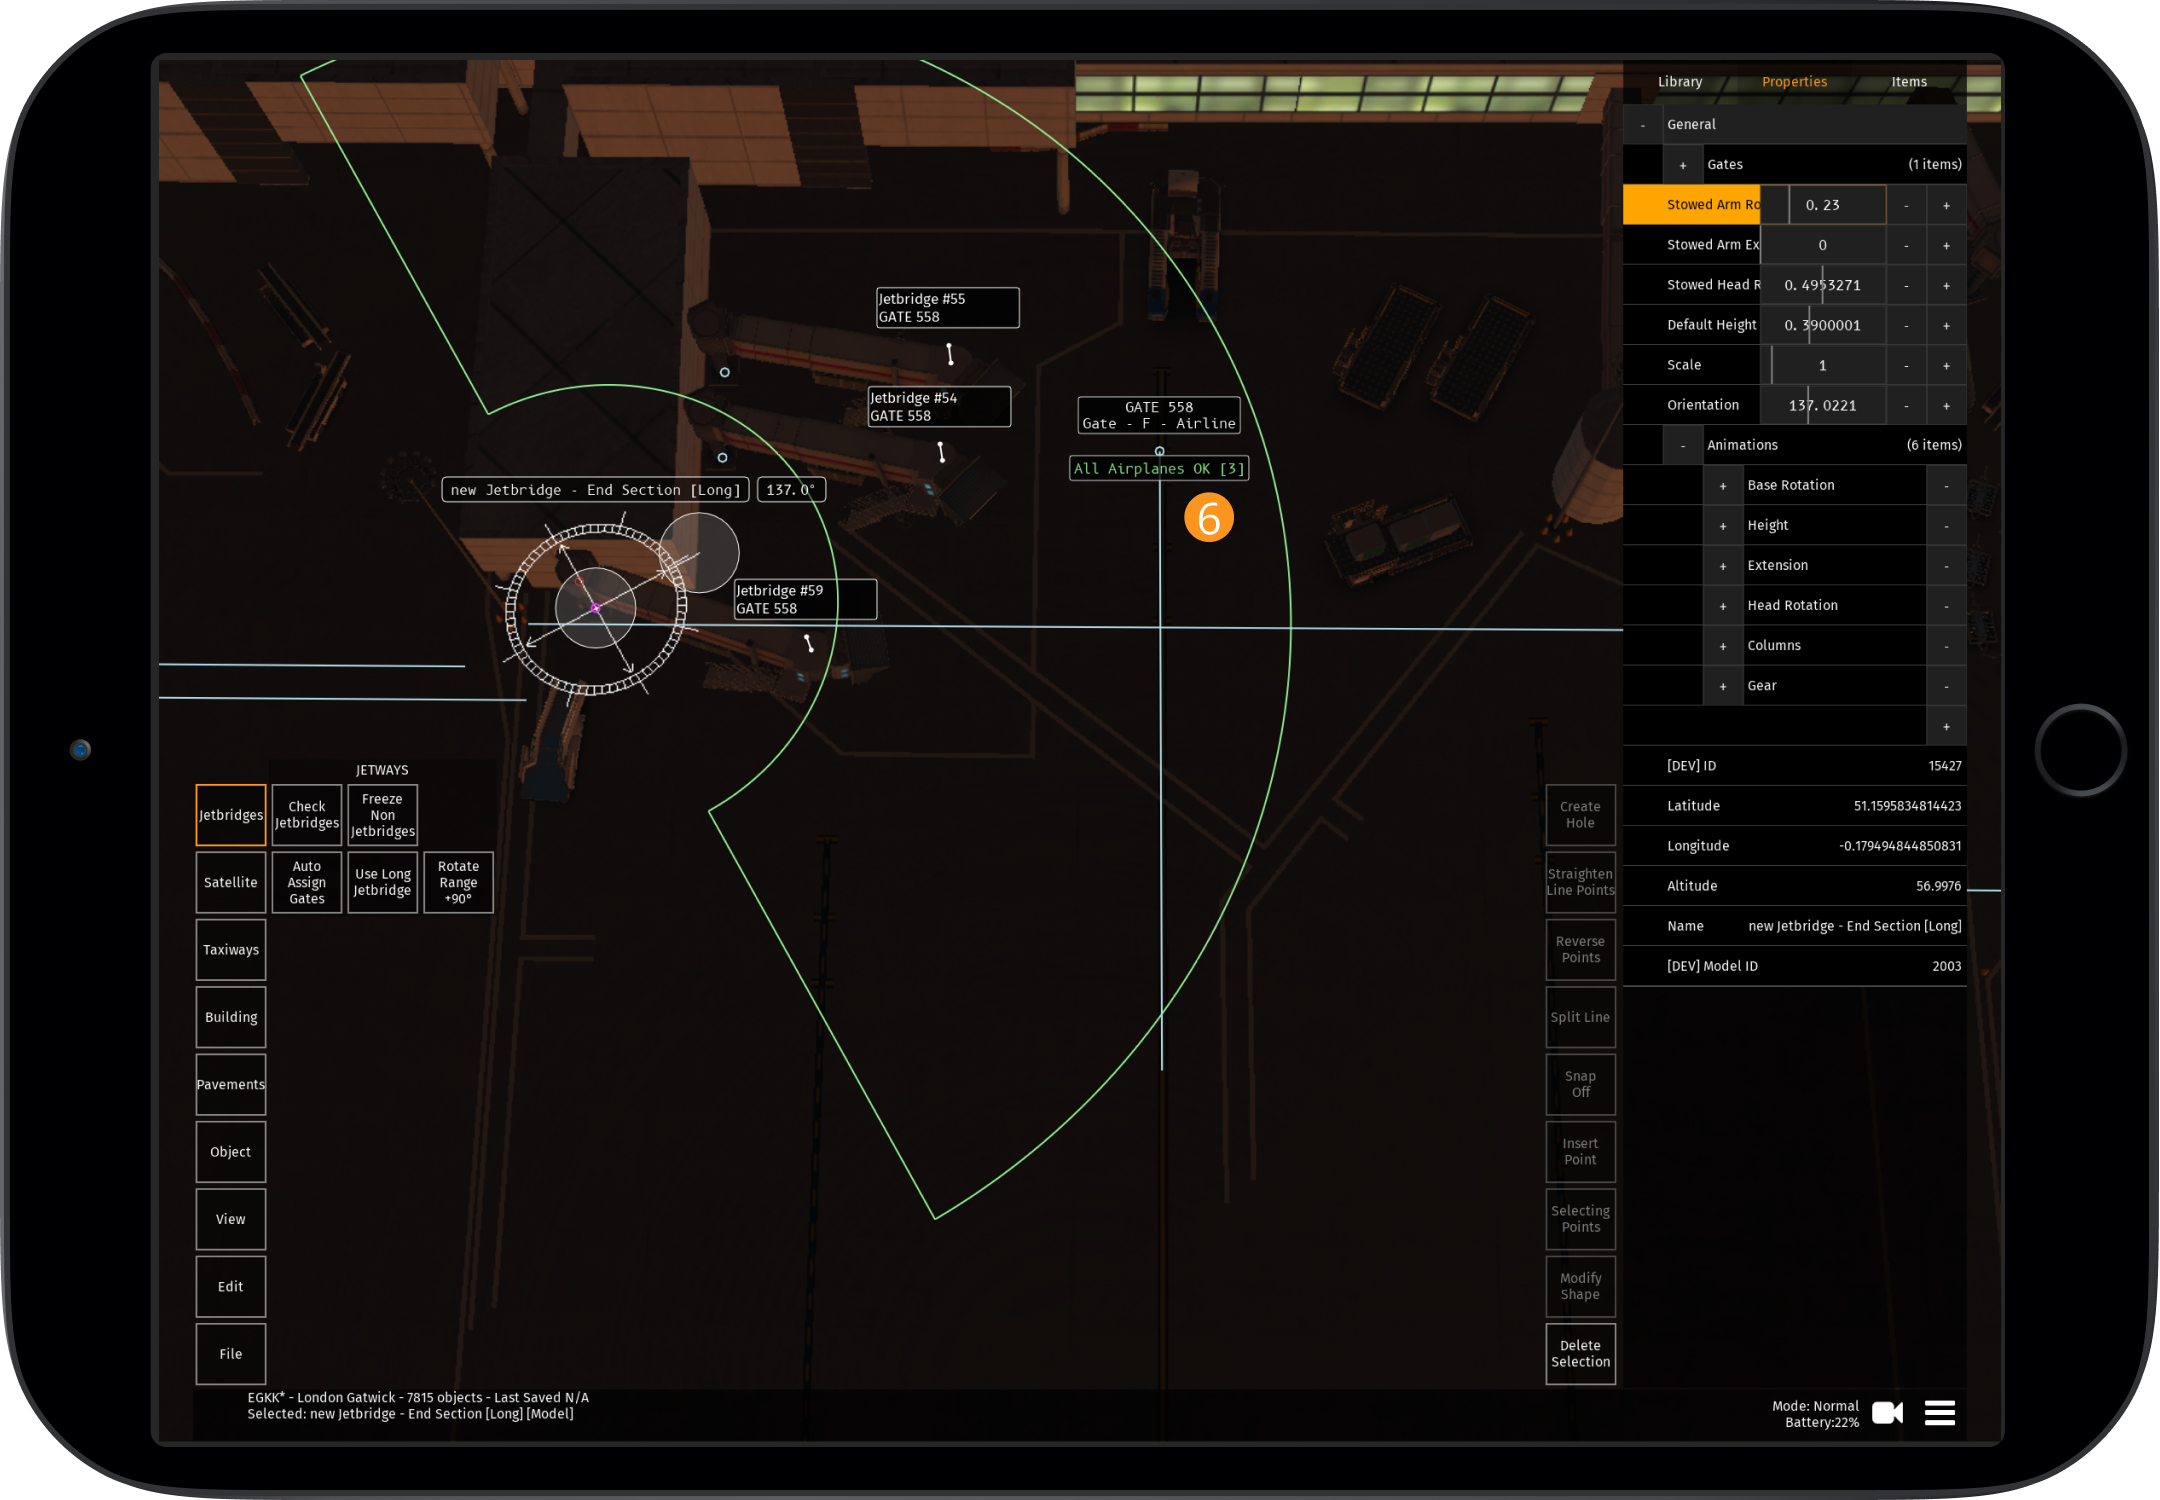 Library Properties Items
- General
+ Gates (1 items)
Stowed Arm Ro 0.23 - +
Stowed Arm Ex 0 - +
Stowed Head R 0.4953271 - +
Default Height 0.3900001 - +
Scale 1 - +
Orientation 137.0221 - +
- Animations (6 items)
+ Base Rotation -
+ Height -
+ Extension -
+ Head Rotation -
+ Columns -
+ Gear -
+
[DEV] ID 15427
Latitude 51.1595834814423
Longitude -0.179494844850831
Altitude 56.9976
Name new Jetbridge - End Section [Long]
[DEV] Model ID 2003
Jetbridge #55
GATE 558
Jetbridge #54
GATE 558
GATE 558
Gate - F - Airline
All Airplanes OK [3]
6
new Jetbridge - End Section [Long] 137.0°
Jetbridge #59
GATE 558
JETWAYS
Jetbridges
Check
Jetbridges
Freeze
Non
Jetbridges
Satellite
Auto
Assign
Gates
Use Long
Jetbridge
Rotate
Range
+90°
Taxiways
Building
Pavements
Object
View
Edit
File
Create
Hole
Straighten
Line Points
Reverse
Points
Split Line
Snap
Off
Insert
Point
Selecting
Points
Modify
Shape
Delete
Selection
EGKK* - London Gatwick - 7815 objects - Last Saved N/A
Selected: new Jetbridge - End Section [Long] [Model]
Mode: Normal
Battery:22%